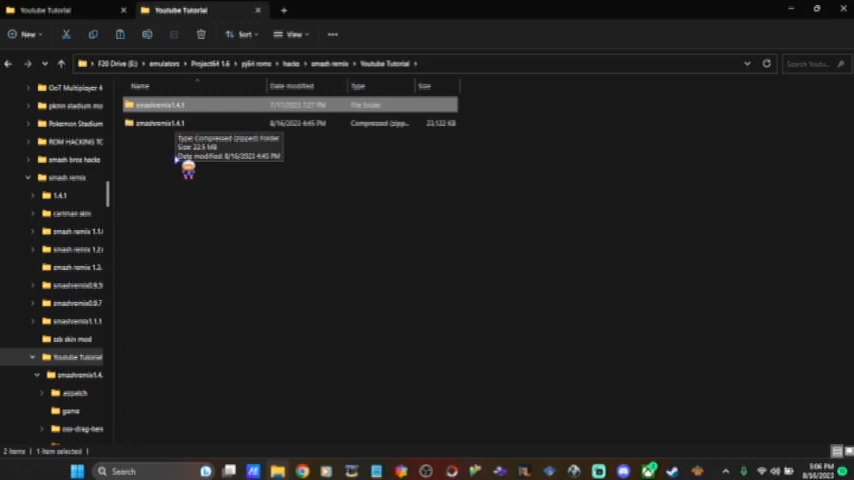 Youtube Tutorial
Youtube Tutorial
New
Sort
View
F20 Drive (E:) > emulators > Project64 1.6 > pj64 roms > hacks > smash remix > Youtube Tutorial >
Search Youtu...
Name Date modified Type Size
OoT Multiplayer 4
pkmn stadium mo
Pokemon Stadium
ROM HACKING TO
smash bros hacks
smash remix
1.4.1
cartman skin
smash remix 1.1.
smash remix 1.2.
smash remix 1.3.
smashremix0.9.
smashremix0.9.7
smashremix1.1.1
ssb skin mod
Youtube Tutorial
smashremix1.4.
game
smashremix1.4.1 7/17/2023 7:27 PM File folder
smashremix1.4.1 8/16/2023 4:45 PM Compressed (zipp... 23,132 KB
Type: Compressed (zipped) Folder
Size: 22.5 MB
Date modified: 8/16/2023 4:45 PM
2 items 1 item selected
Search
5:06 PM
8/16/2023